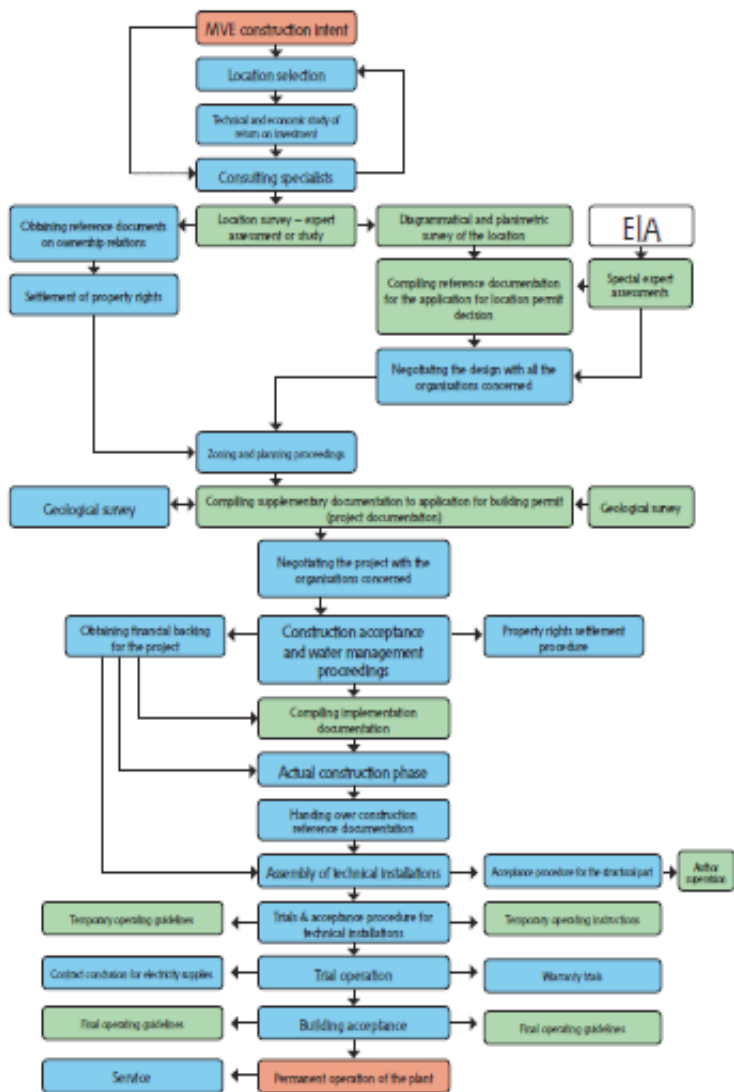 MVE construction intent
Location selection
Technical and economic study of
return on investment
Consulting specialists
Obtaining reference documents
on ownership relations
Location survey – expert
assessment or study
Diagrammatical and planimetric
survey of the location
E|A
Settlement of property rights
Compiling reference documentation
for the application for location permit
decision
Special expert
assessments
Negotiating the design with all the
organisations concerned
Zoning and planning proceedings
Geological survey
Compiling supplementary documentation to application for building permit
(project documentation)
Geological survey
Negotiating the project with the
organisations concerned
Obtaining financial backing
for the project
Construction acceptance
and water management
proceedings
Property rights settlement
procedure
Compiling implementation
documentation
Actual construction phase
Handing over construction
reference documentation
Assembly of technical installations
Acceptance procedure for the structural part
Author
supervision
Temporary operating guidelines
Trials & acceptance procedure for
technical installations
Temporary operating instructions
Contract conclusion for electricity supplies
Trial operation
Warranty trials
Final operating guidelines
Building acceptance
Final operating guidelines
Service
Permanent operation of the plant